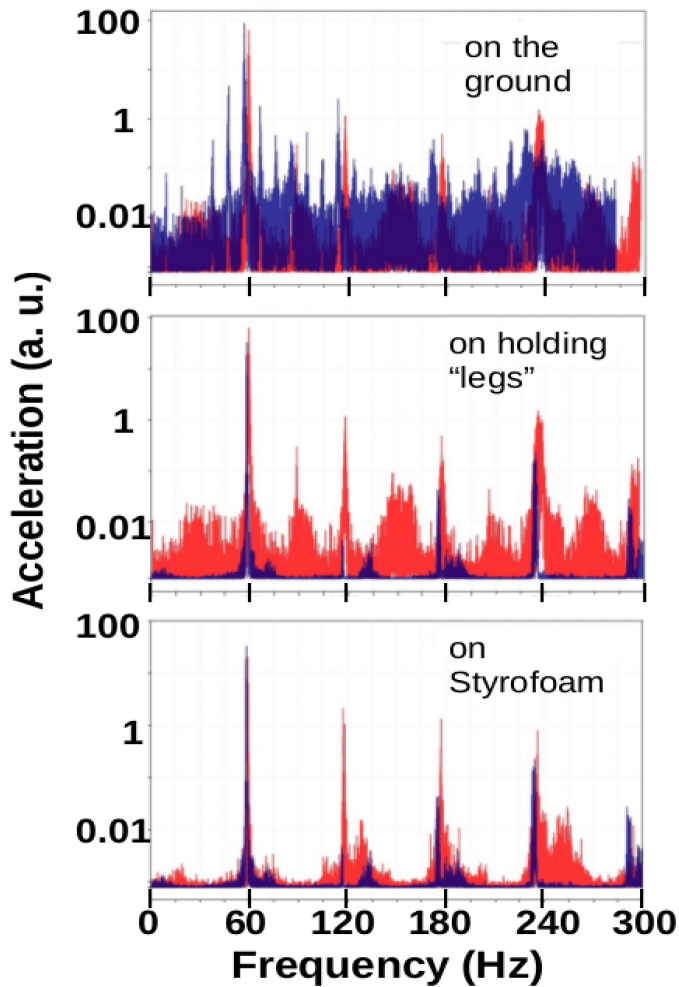 100
1
0.01
on the
ground
100
1
0.01
on holding
“legs”
100
1
0.01
on
Styrofoam
Acceleration (a. u.)
0 60 120 180 240 300
Frequency (Hz)